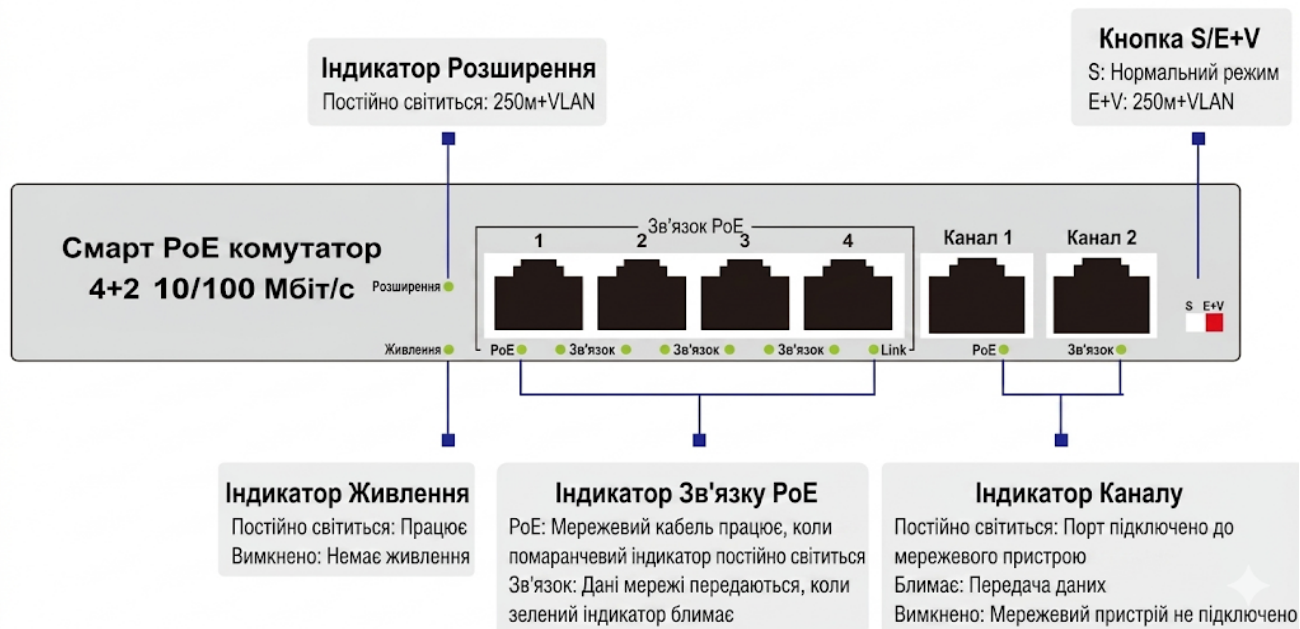 Індикатор Розширення
Постійно світиться: 250м+VLAN
Кнопка S/E+V
S: Нормальний режим
E+V: 250м+VLAN
Смарт PoE комутатор
4+2 10/100 Мбіт/с
Розширення
Живлення
Зв'язок PoE
1 2 3 4
Канал 1 Канал 2
S E+V
PoE Зв'язок Зв'язок Зв'язок Link
PoE Зв'язок
Індикатор Живлення
Постійно світиться: Працює
Вимкнено: Немає живлення
Індикатор Зв'язку PoE
PoE: Мережевий кабель працює, коли
помаранчевий індикатор постійно світиться
Зв'язок: Дані мережі передаються, коли
зелений індикатор блимає
Індикатор Каналу
Постійно світиться: Порт підключено до
мережевого пристрою
Блимає: Передача даних
Вимкнено: Мережевий пристрій не підключено